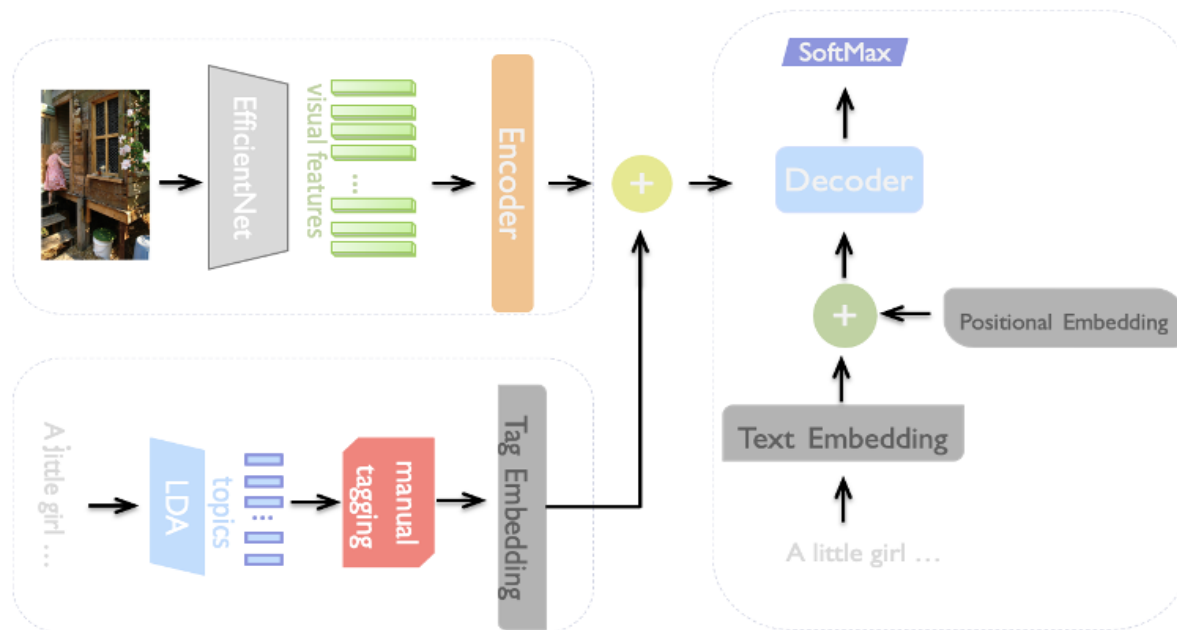 SoftMax
EfficientNet
visual features
...
Encoder
+
Decoder
+
Positional Embedding
A little girl ...
LDA
topics
...
manual
tagging
Tag Embedding
Text Embedding
A little girl ...